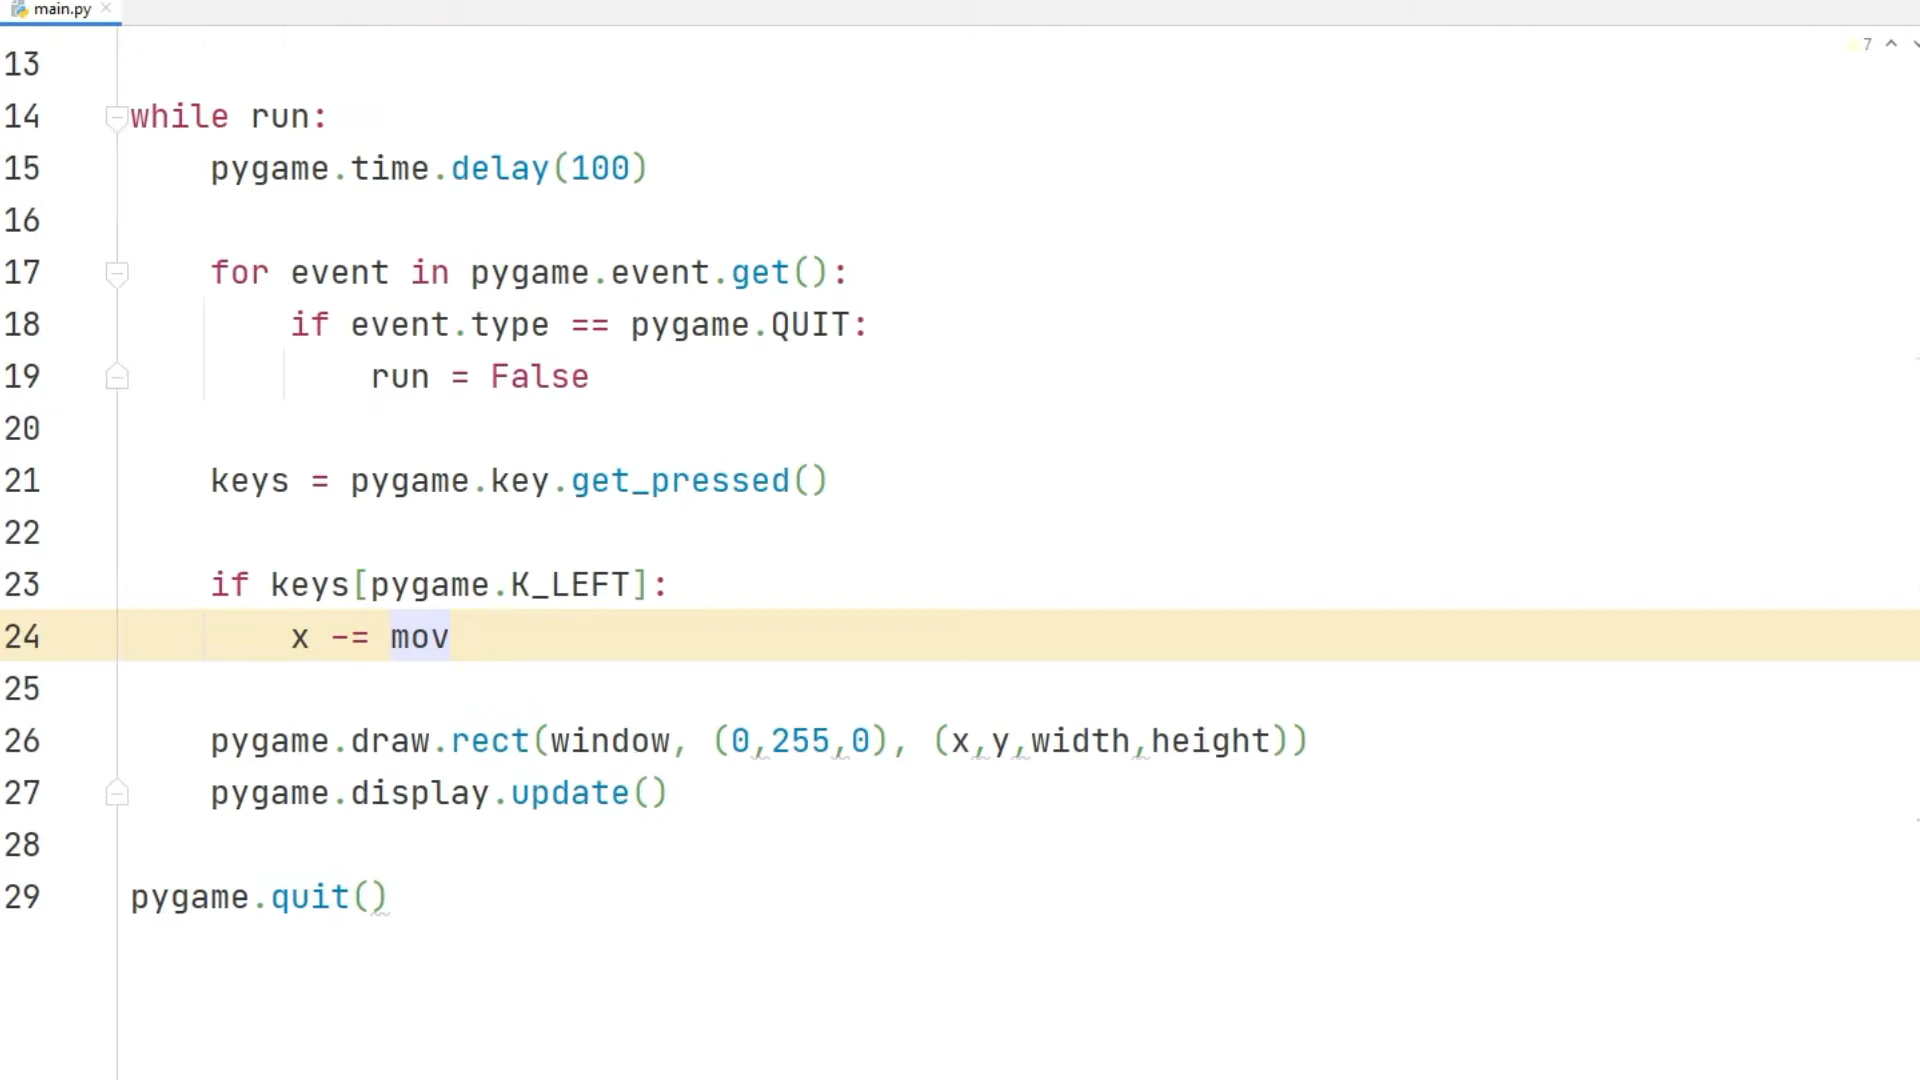 main.py
7
13
14 while run:
15 pygame.time.delay(100)
16
17 for event in pygame.event.get():
18 if event.type == pygame.QUIT:
19 run = False
20
21 keys = pygame.key.get_pressed()
22
23 if keys[pygame.K_LEFT]:
24 x -= mov
25
26 pygame.draw.rect(window, (0,255,0), (x,y,width,height))
27 pygame.display.update()
28
29 pygame.quit()